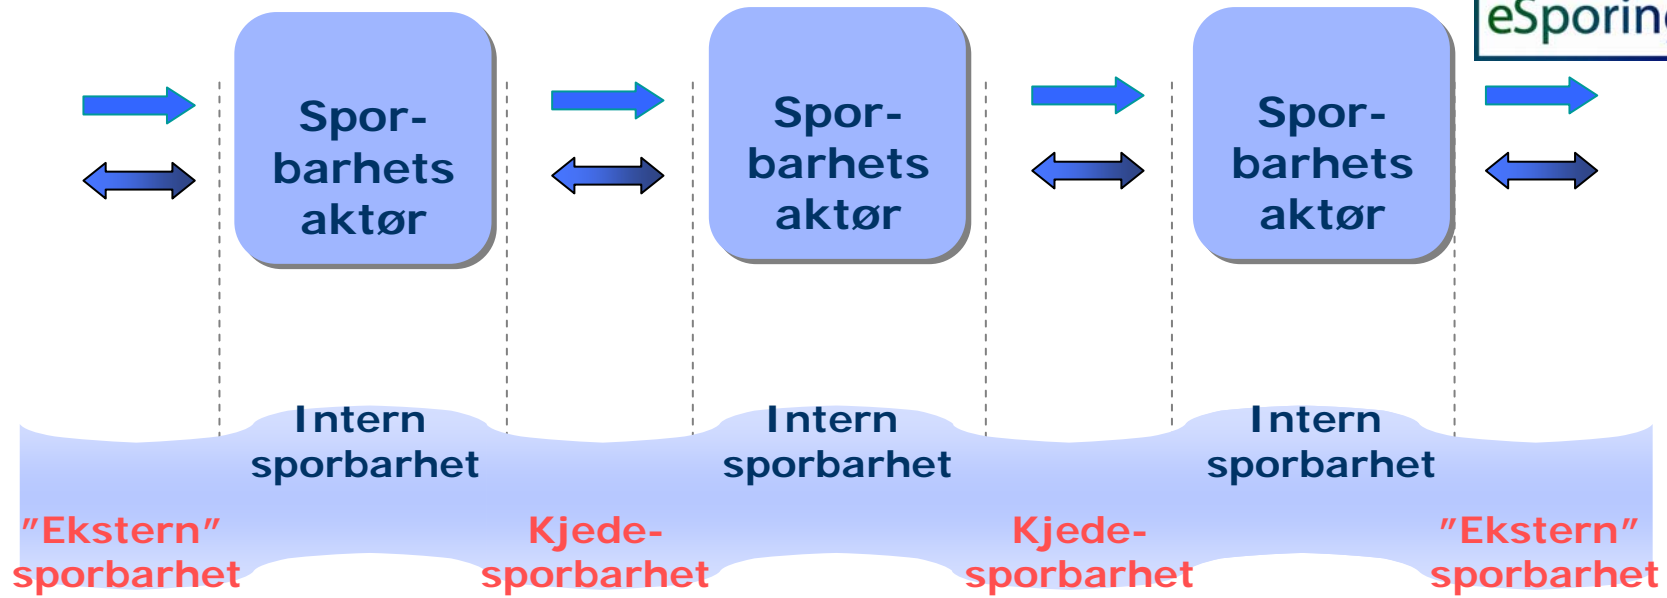 eSporing
Spor-
barhets
aktør
Spor-
barhets
aktør
Spor-
barhets
aktør
Intern
sporbarhet
Intern
sporbarhet
Intern
sporbarhet
"Ekstern"
sporbarhet
Kjede-
sporbarhet
Kjede-
sporbarhet
"Ekstern"
sporbarhet